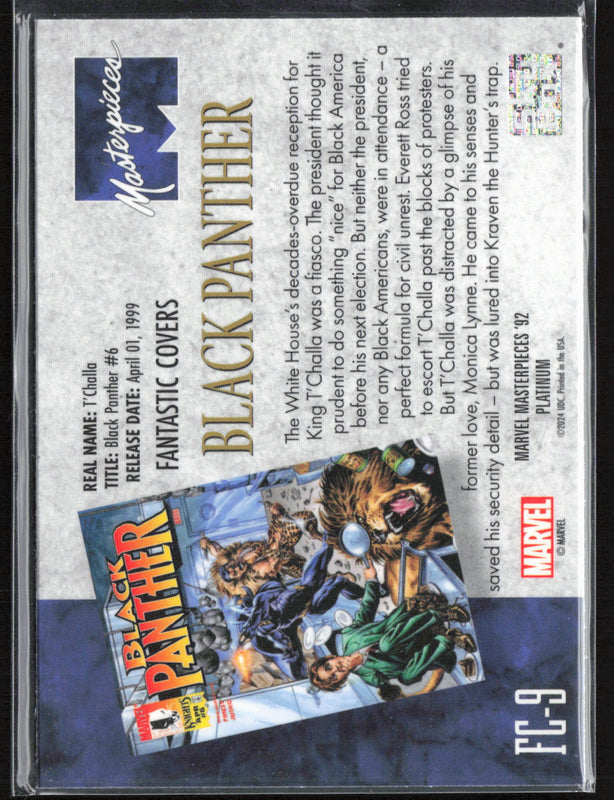 Masterpieces
REAL NAME: T'Challa
TITLE: Black Panther #6
RELEASE DATE: April 01, 1999
FANTASTIC COVERS
BLACK PANTHER
The White House's decades-overdue reception for
King T'Challa was a fiasco. The president thought it
prudent to do something "nice" for Black America
before his next election. But neither the president,
nor any Black Americans, were in attendance – a
perfect formula for civil unrest. Everett Ross tried
to escort T'Challa past the blocks of protesters.
But T'Challa was distracted by a glimpse of his
former love, Monica Lynne. He came to his senses and
saved his security detail – but was lured into Kraven the Hunter's trap.
MARVEL MASTERPIECES '92
PLATINUM
©2024 UDC. Printed in the USA.
MARVEL
© MARVEL
BLACK
PANTHER
MARVEL
KNIGHTS
APR
#6
FC-9